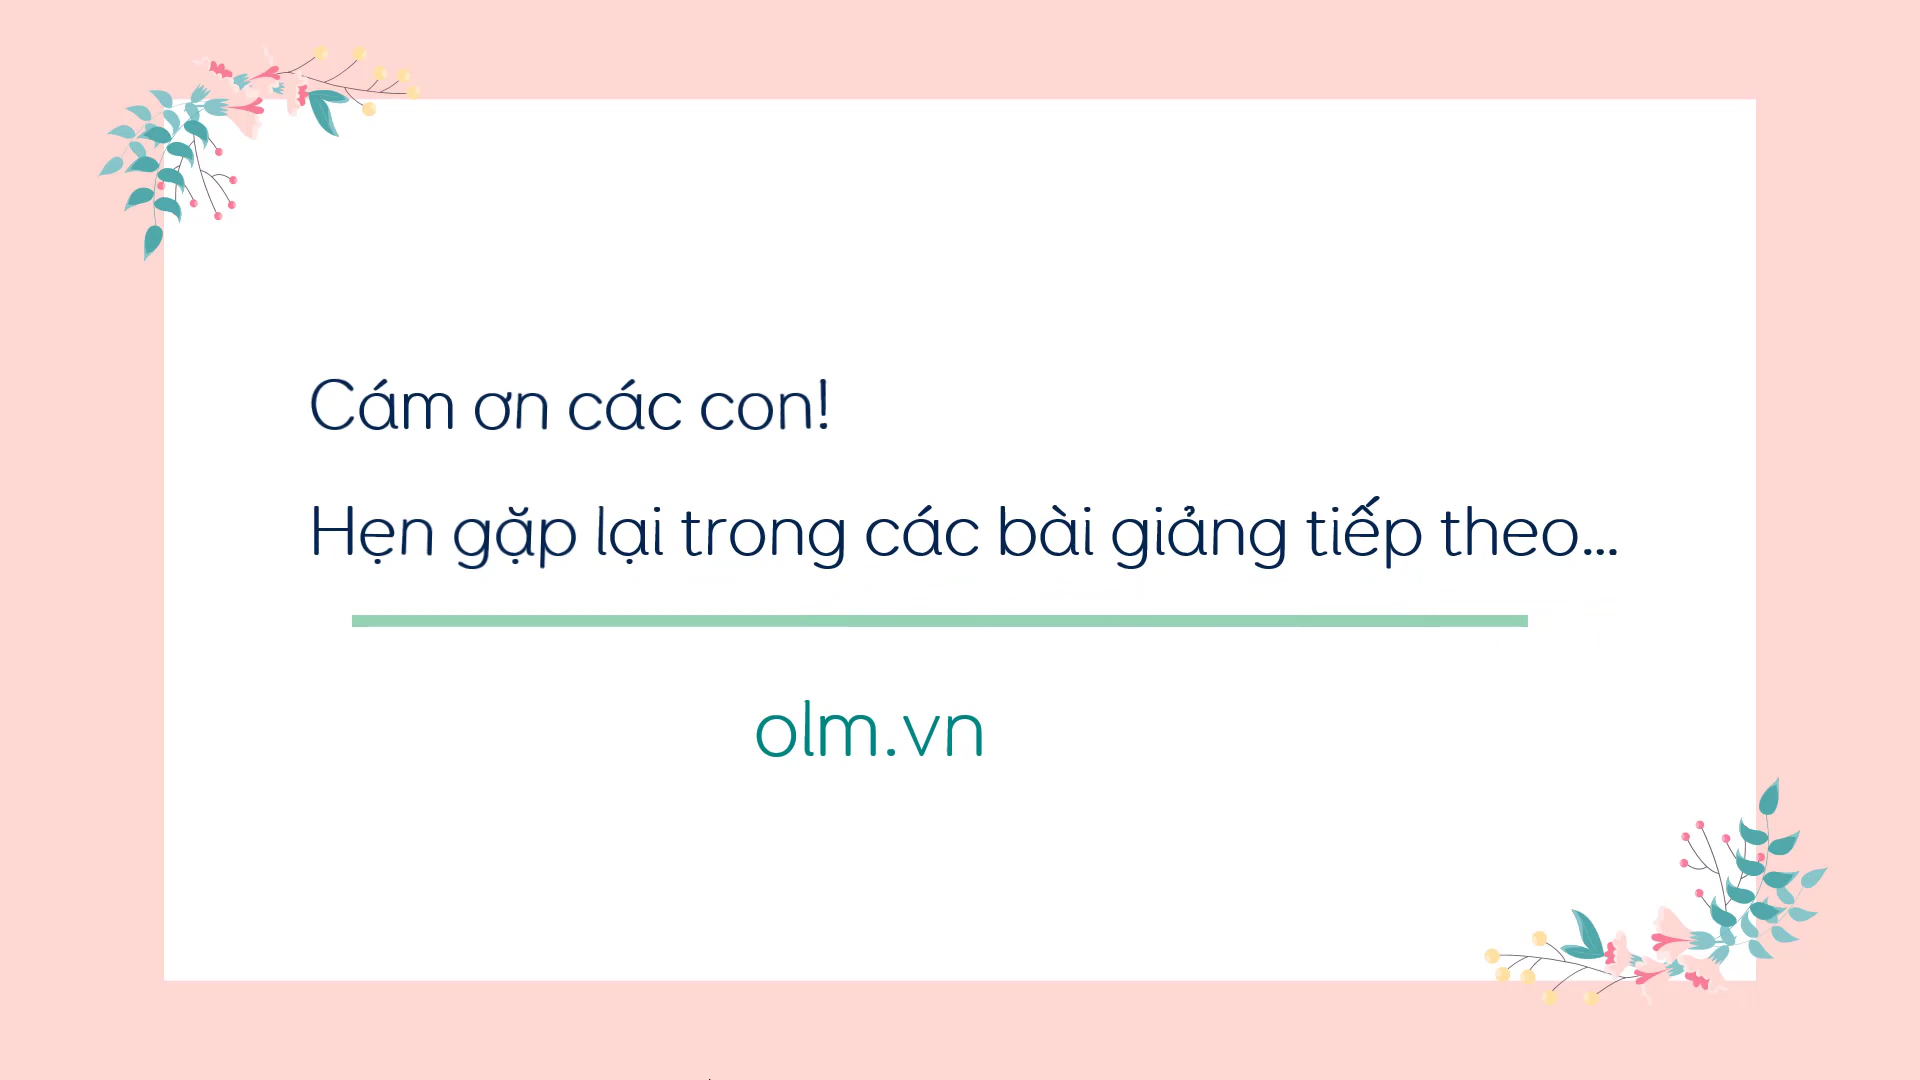 Cám ơn các con!
Hẹn gặp lại trong các bài giảng tiếp theo...
olm.vn